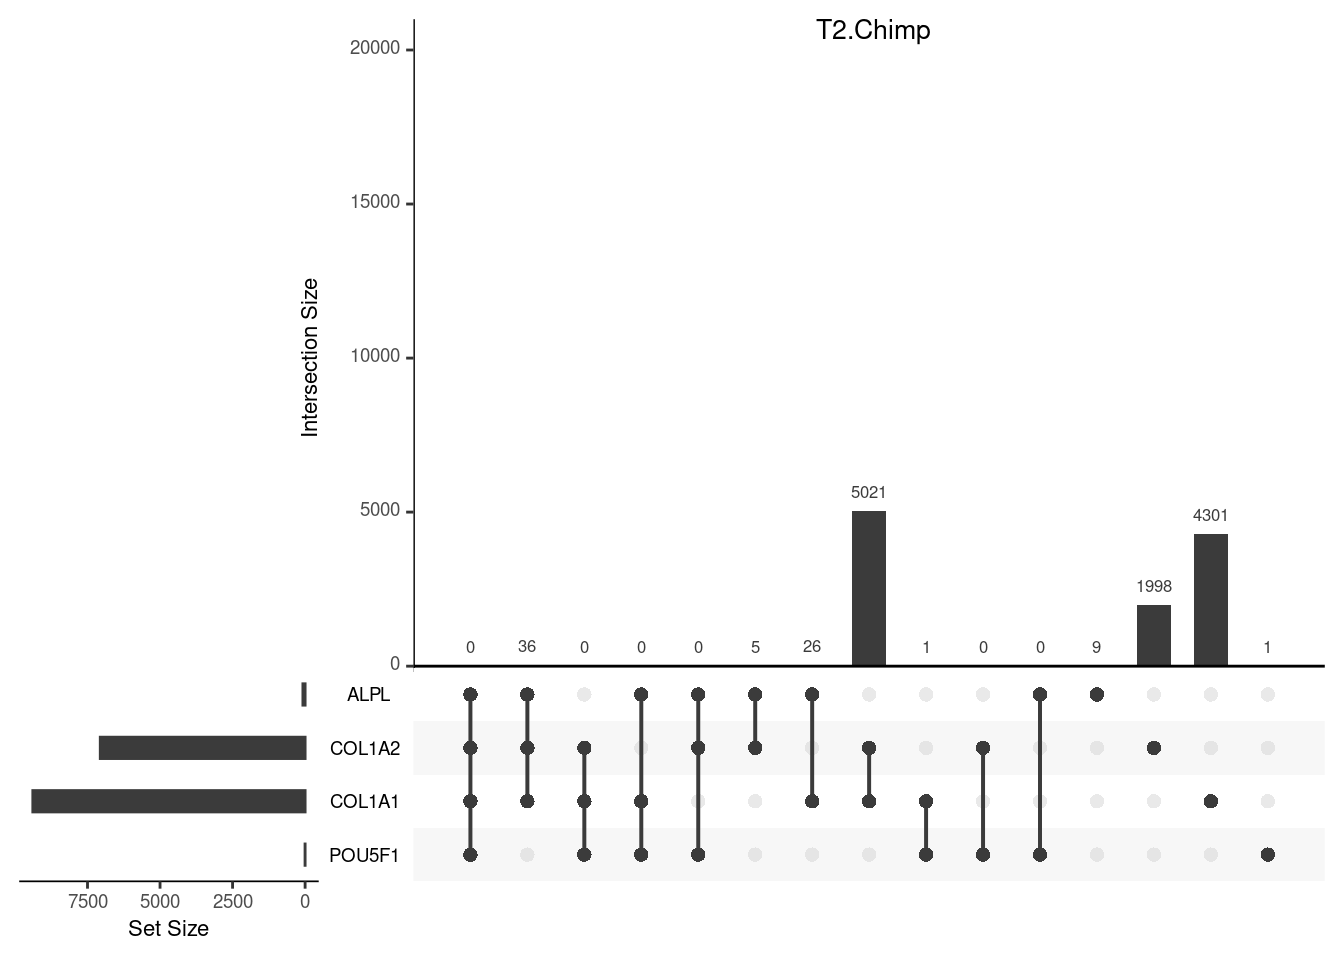 T2.Chimp
20000
15000
10000
5000
0
Intersection Size
5021
4301
1998
0 36 0 0 0 5 26 1 0 0 9 1
ALPL
COL1A2
COL1A1
POU5F1
7500 5000 2500 0
Set Size